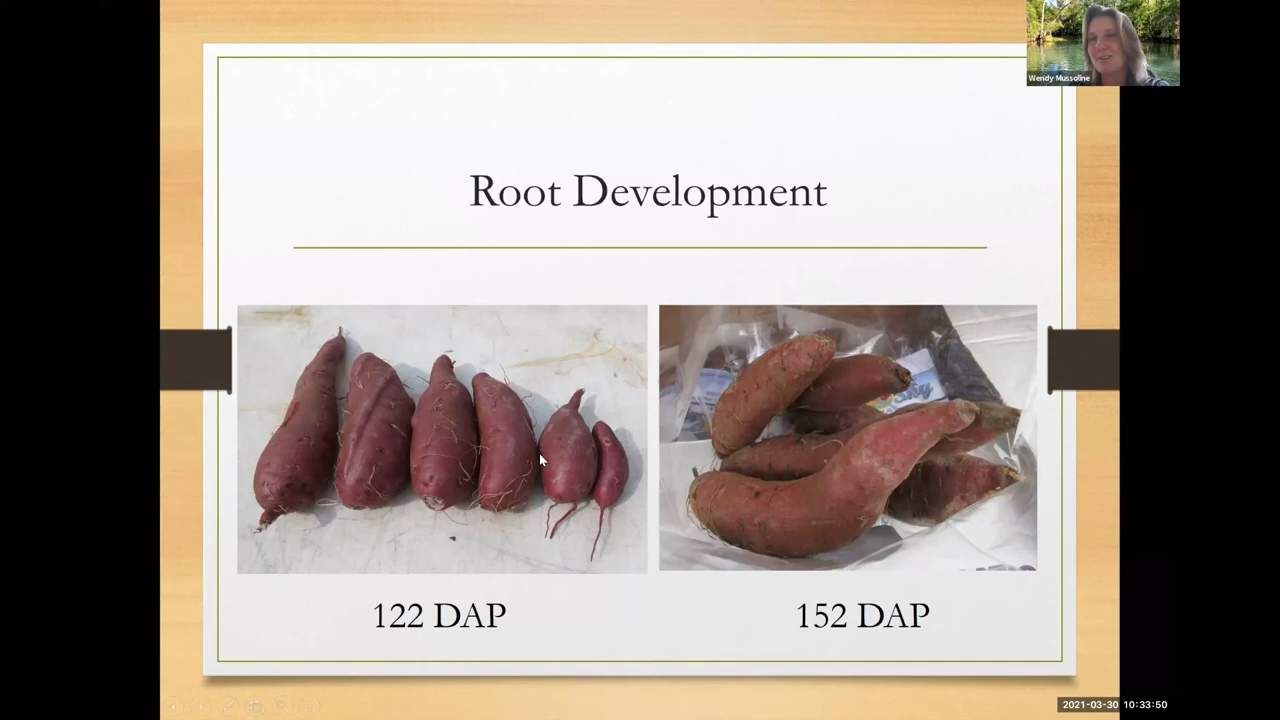 Wendy Mussoline
Root Development
122 DAP
152 DAP
2021-03-30 10:33:50